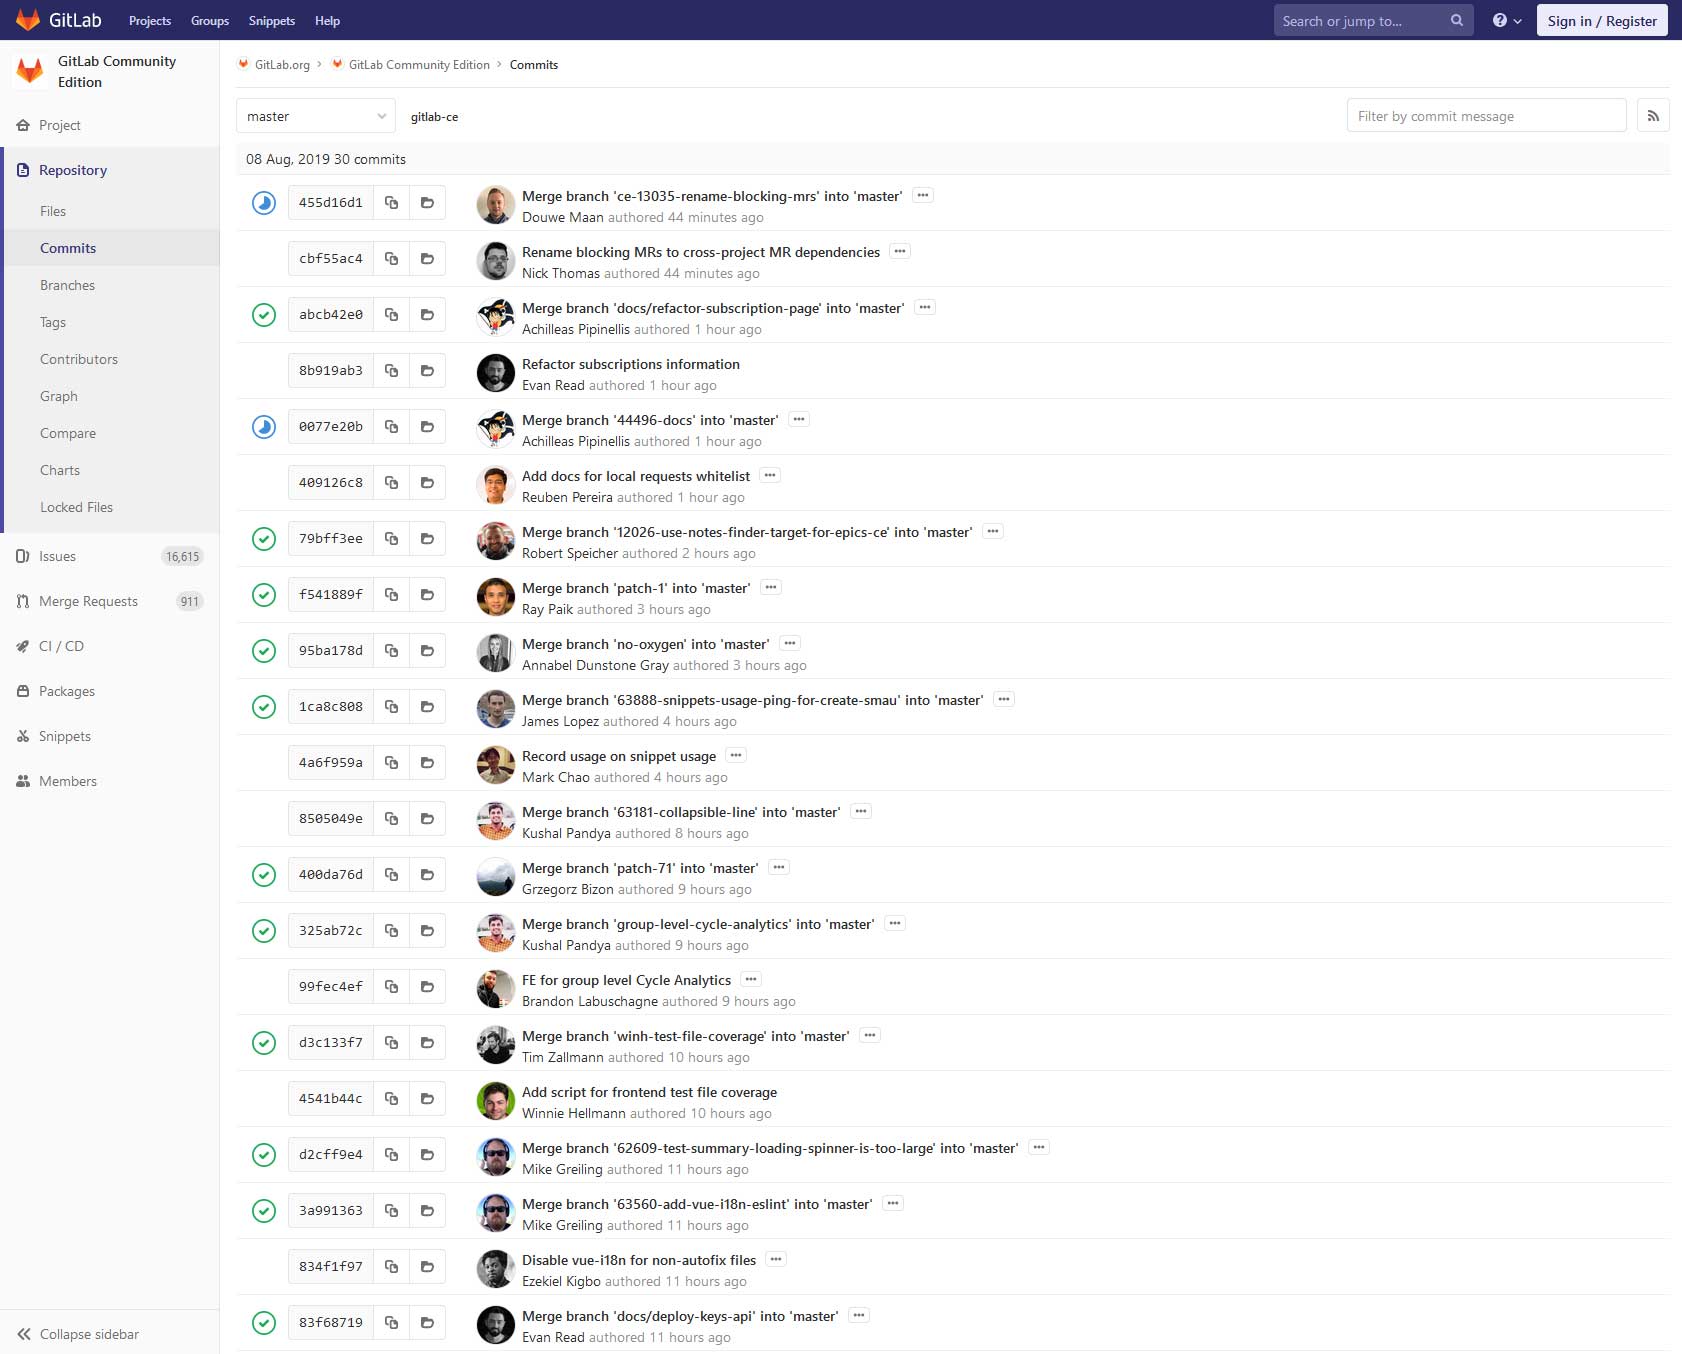 GitLab Projects Groups Snippets Help Search or jump to... Sign in / Register
GitLab Community
Edition
Project
Repository
Files
Commits
Branches
Tags
Contributors
Graph
Compare
Charts
Locked Files
Issues 16,615
Merge Requests 911
CI / CD
Packages
Snippets
Members
Collapse sidebar
GitLab.org › GitLab Community Edition › Commits
master gitlab-ce Filter by commit message
08 Aug, 2019 30 commits
455d16d1 Merge branch 'ce-13035-rename-blocking-mrs' into 'master'
Douwe Maan authored 44 minutes ago
cbf55ac4 Rename blocking MRs to cross-project MR dependencies
Nick Thomas authored 44 minutes ago
abcb42e0 Merge branch 'docs/refactor-subscription-page' into 'master'
Achilleas Pipinellis authored 1 hour ago
8b919ab3 Refactor subscriptions information
Evan Read authored 1 hour ago
0077e20b Merge branch '44496-docs' into 'master'
Achilleas Pipinellis authored 1 hour ago
409126c8 Add docs for local requests whitelist
Reuben Pereira authored 1 hour ago
79bff3ee Merge branch '12026-use-notes-finder-target-for-epics-ce' into 'master'
Robert Speicher authored 2 hours ago
f541889f Merge branch 'patch-1' into 'master'
Ray Paik authored 3 hours ago
95ba178d Merge branch 'no-oxygen' into 'master'
Annabel Dunstone Gray authored 3 hours ago
1ca8c808 Merge branch '63888-snippets-usage-ping-for-create-smau' into 'master'
James Lopez authored 4 hours ago
4a6f959a Record usage on snippet usage
Mark Chao authored 4 hours ago
8505049e Merge branch '63181-collapsible-line' into 'master'
Kushal Pandya authored 8 hours ago
400da76d Merge branch 'patch-71' into 'master'
Grzegorz Bizon authored 9 hours ago
325ab72c Merge branch 'group-level-cycle-analytics' into 'master'
Kushal Pandya authored 9 hours ago
99fec4ef FE for group level Cycle Analytics
Brandon Labuschagne authored 9 hours ago
d3c133f7 Merge branch 'winh-test-file-coverage' into 'master'
Tim Zallmann authored 10 hours ago
4541b44c Add script for frontend test file coverage
Winnie Hellmann authored 10 hours ago
d2cff9e4 Merge branch '62609-test-summary-loading-spinner-is-too-large' into 'master'
Mike Greiling authored 11 hours ago
3a991363 Merge branch '63560-add-vue-i18n-eslint' into 'master'
Mike Greiling authored 11 hours ago
834f1f97 Disable vue-i18n for non-autofix files
Ezekiel Kigbo authored 11 hours ago
83f68719 Merge branch 'docs/deploy-keys-api' into 'master'
Evan Read authored 11 hours ago